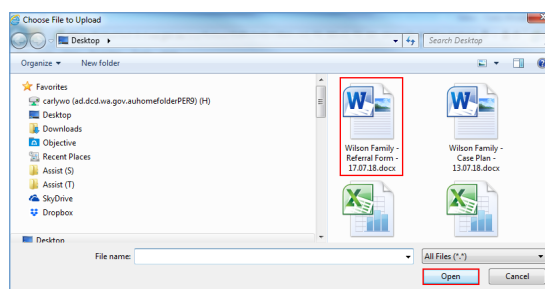 Choose File to Upload
Desktop
Search Desktop
Organize
New folder
Favorites
carlywo (ad.dcd.wa.gov.auhomefolderPER9) (H)
Desktop
Downloads
Objective
Recent Places
Assist (S)
Assist (T)
SkyDrive
Dropbox
Desktop
Wilson Family -
Referral Form -
17.07.18.docx
Wilson Family -
Case Plan -
13.07.18.docx
File name:
All Files (*.*)
Open
Cancel